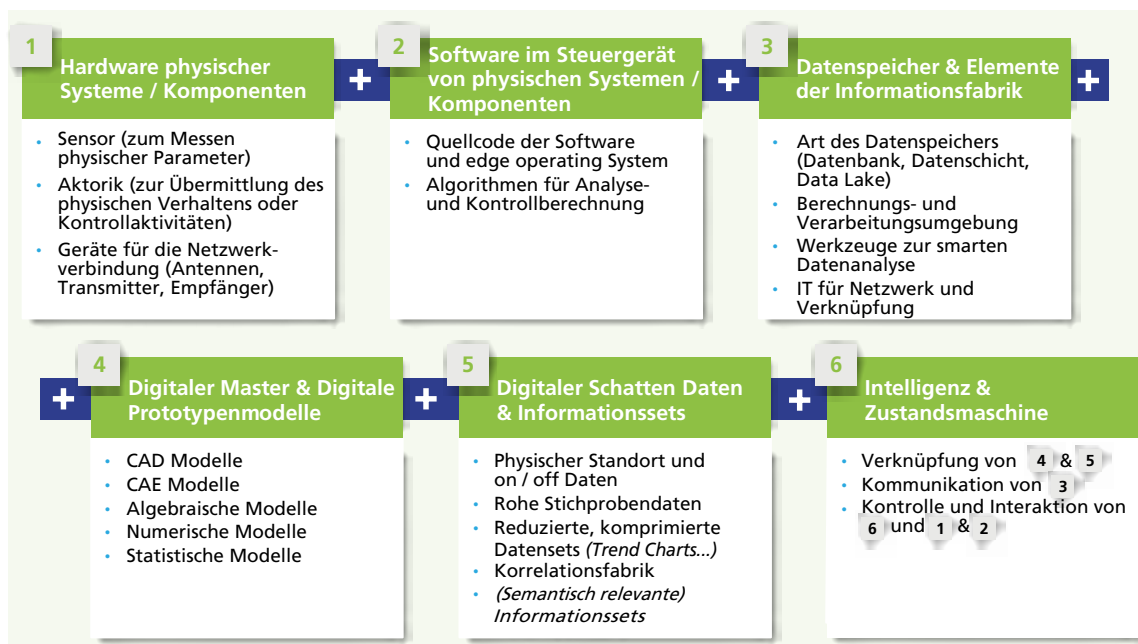 1
Hardware physischer
Systeme / Komponenten
• Sensor (zum Messen
physischer Parameter)
• Aktorik (zur Übermittlung des
physischen Verhaltens oder
Kontrollaktivitäten)
• Geräte für die Netzwerk-
verbindung (Antennen,
Transmitter, Empfänger)
+
2
Software im Steuergerät
von physischen Systemen /
Komponenten
• Quellcode der Software
und edge operating System
• Algorithmen für Analyse-
und Kontrollberechnung
+
3
Datenspeicher & Elemente
der Informationsfabrik
• Art des Datenspeichers
(Datenbank, Datenschicht,
Data Lake)
• Berechnungs- und
Verarbeitungsumgebung
• Werkzeuge zur smarten
Datenanalyse
• IT für Netzwerk und
Verknüpfung
+
+
4
Digitaler Master & Digitale
Prototypenmodelle
• CAD Modelle
• CAE Modelle
• Algebraische Modelle
• Numerische Modelle
• Statistische Modelle
+
5
Digitaler Schatten Daten
& Informationssets
• Physischer Standort und
on / off Daten
• Rohe Stichprobendaten
• Reduzierte, komprimierte
Datensets (Trend Charts...)
• Korrelationsfabrik
• (Semantisch relevante)
Informationssets
+
6
Intelligenz &
Zustandsmaschine
• Verknüpfung von 4 & 5
• Kommunikation von 3
• Kontrolle und Interaktion von
6 und 1 & 2